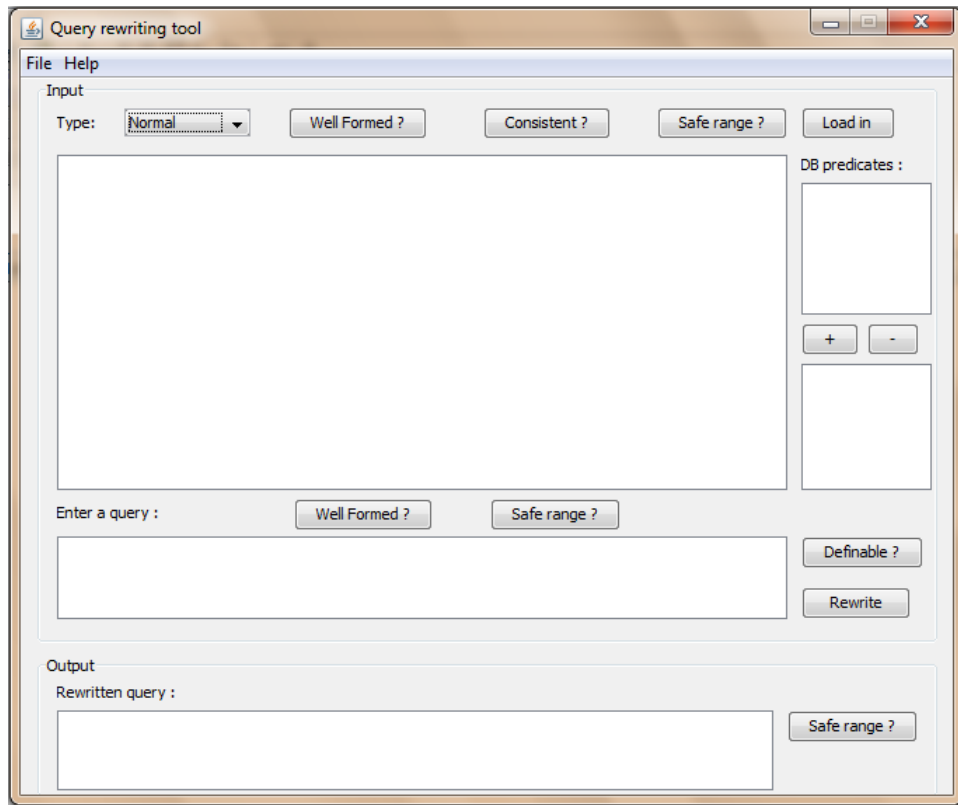 Query rewriting tool
File Help
Input
Type: Normal Well Formed ? Consistent ? Safe range ? Load in
DB predicates :
+ -
Enter a query : Well Formed ? Safe range ?
Definable ?
Rewrite
Output
Rewritten query :
Safe range ?